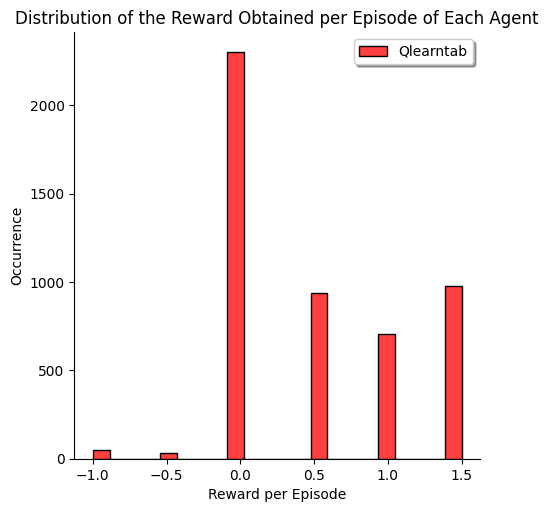 Distribution of the Reward Obtained per Episode of Each Agent
Qlearntab
2000
1500
1000
500
0
Occurrence
−1.0 −0.5 0.0 0.5 1.0 1.5
Reward per Episode